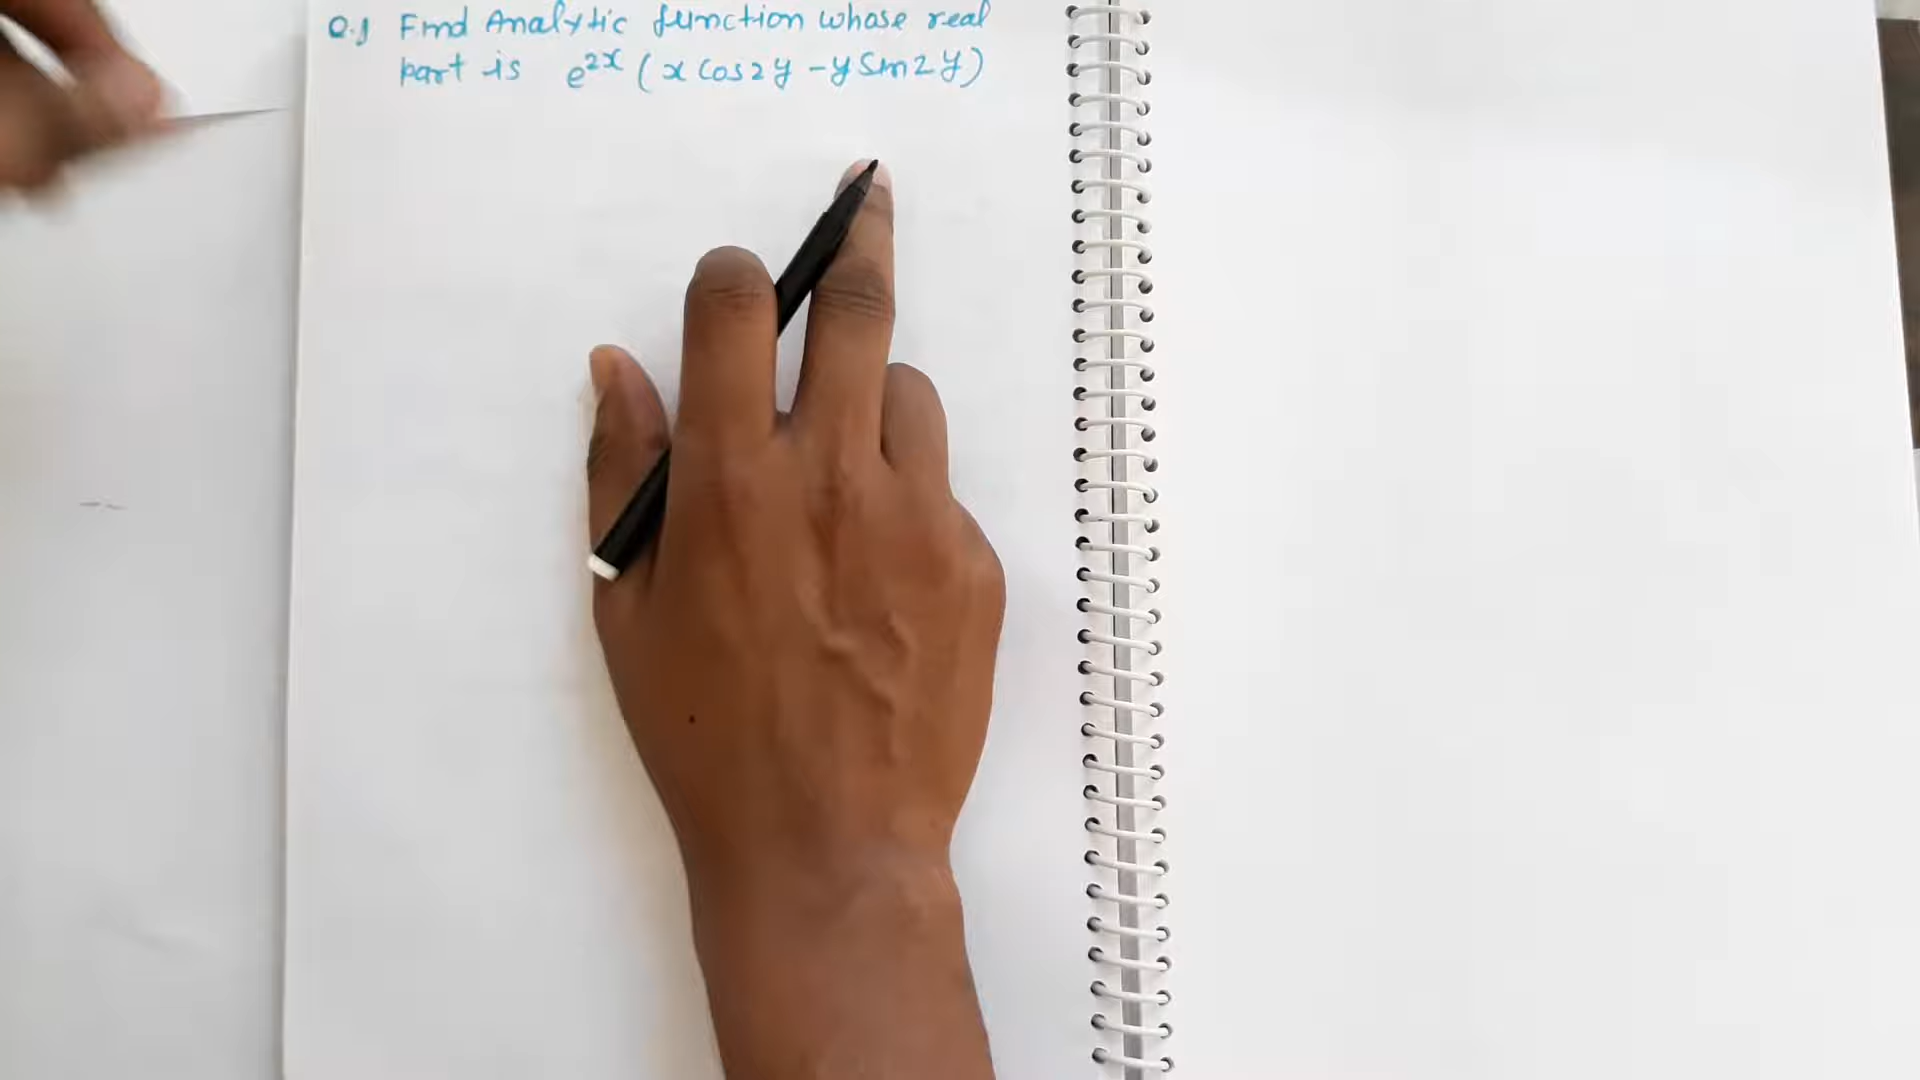 Q.1 Find Analytic function whose real
part is e^{2x} (x Cos2y - y Sin2y)